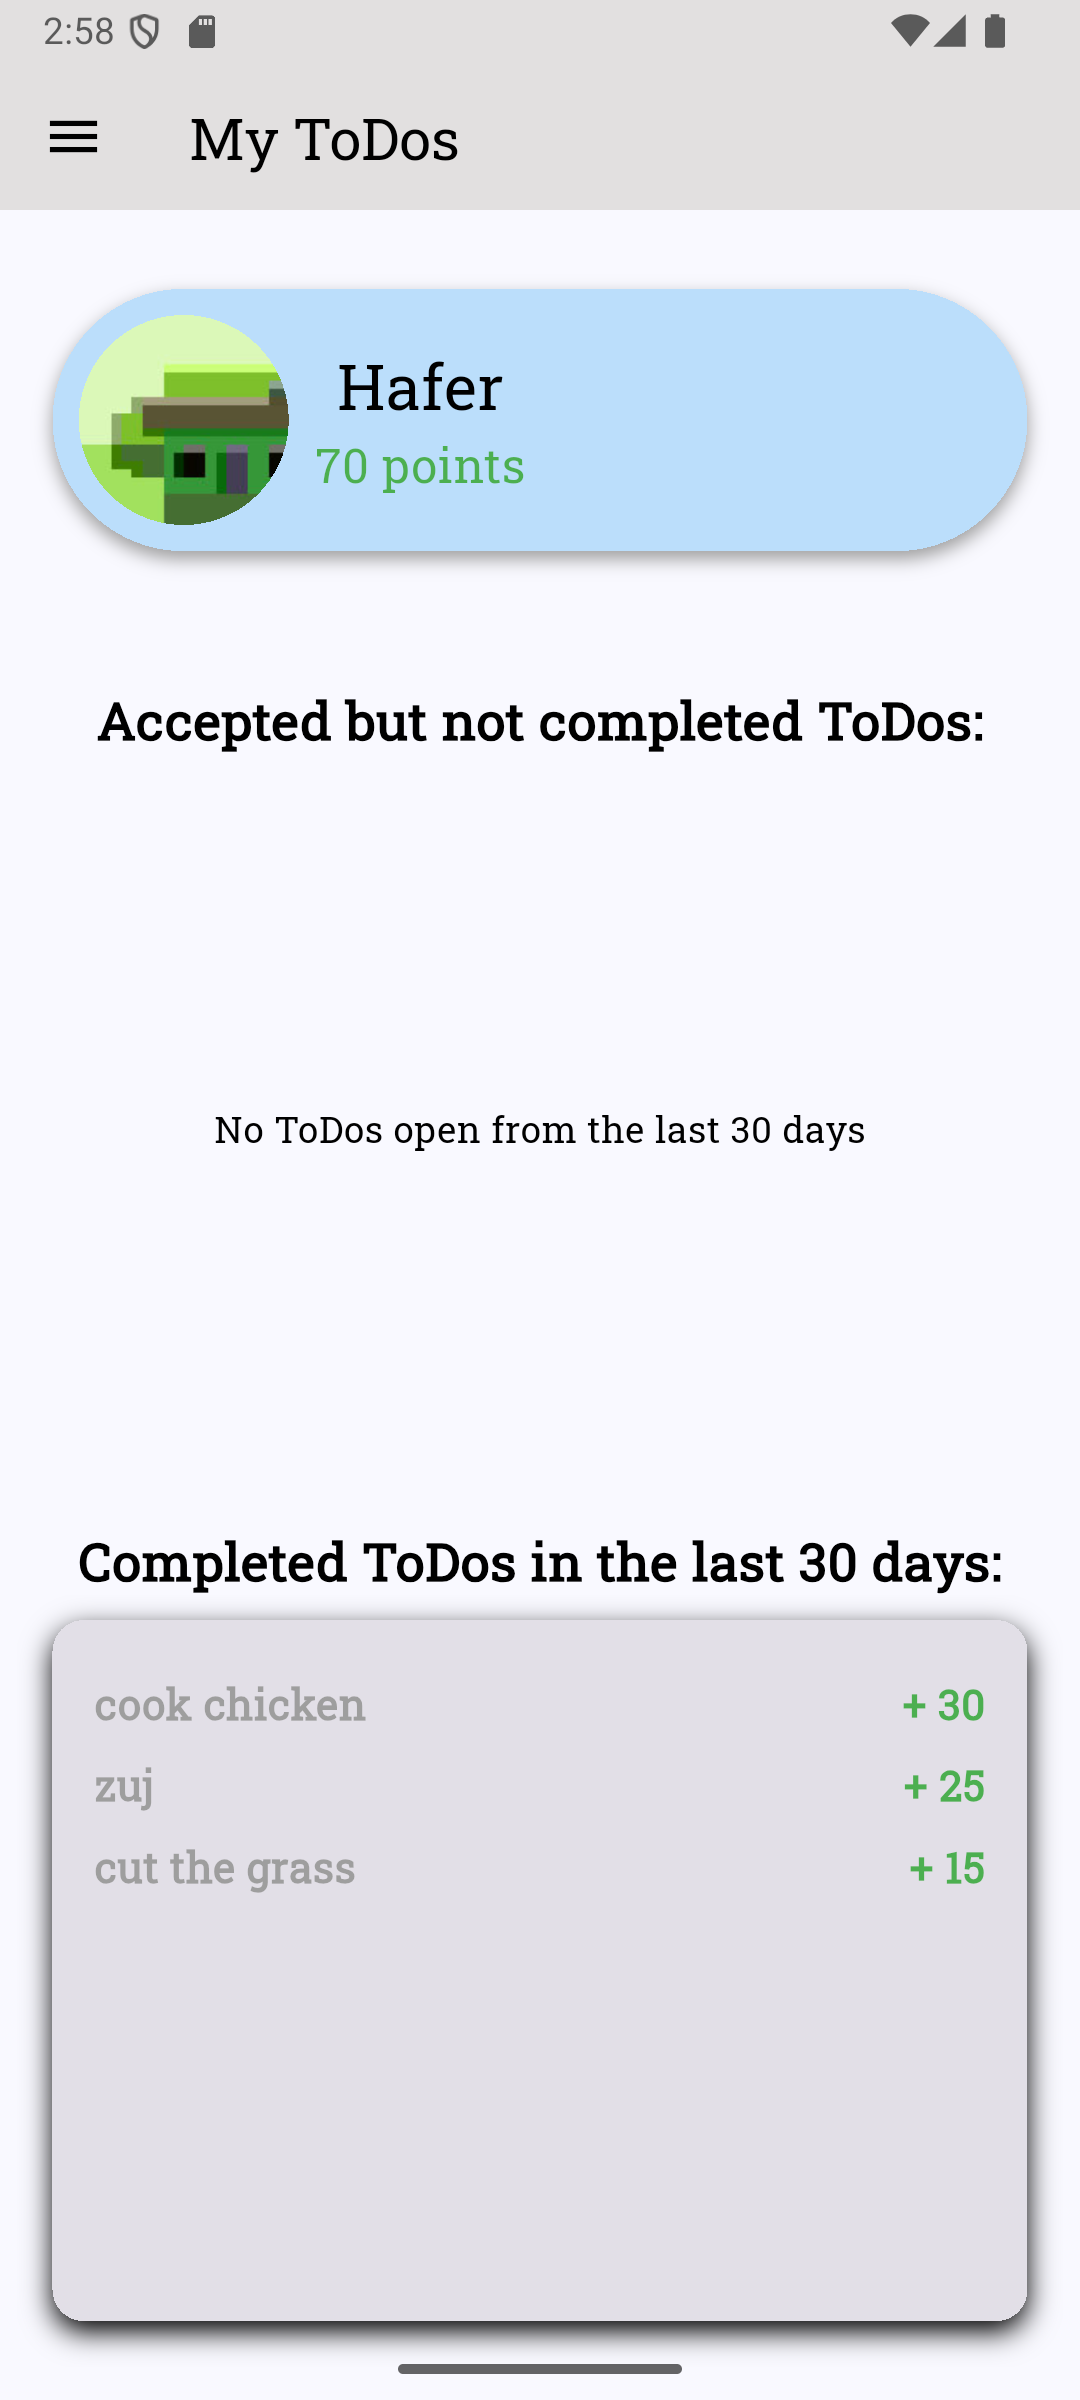 2:58
My ToDos
Hafer
70 points
Accepted but not completed ToDos:
No ToDos open from the last 30 days
Completed ToDos in the last 30 days:
cook chicken + 30
zuj + 25
cut the grass + 15